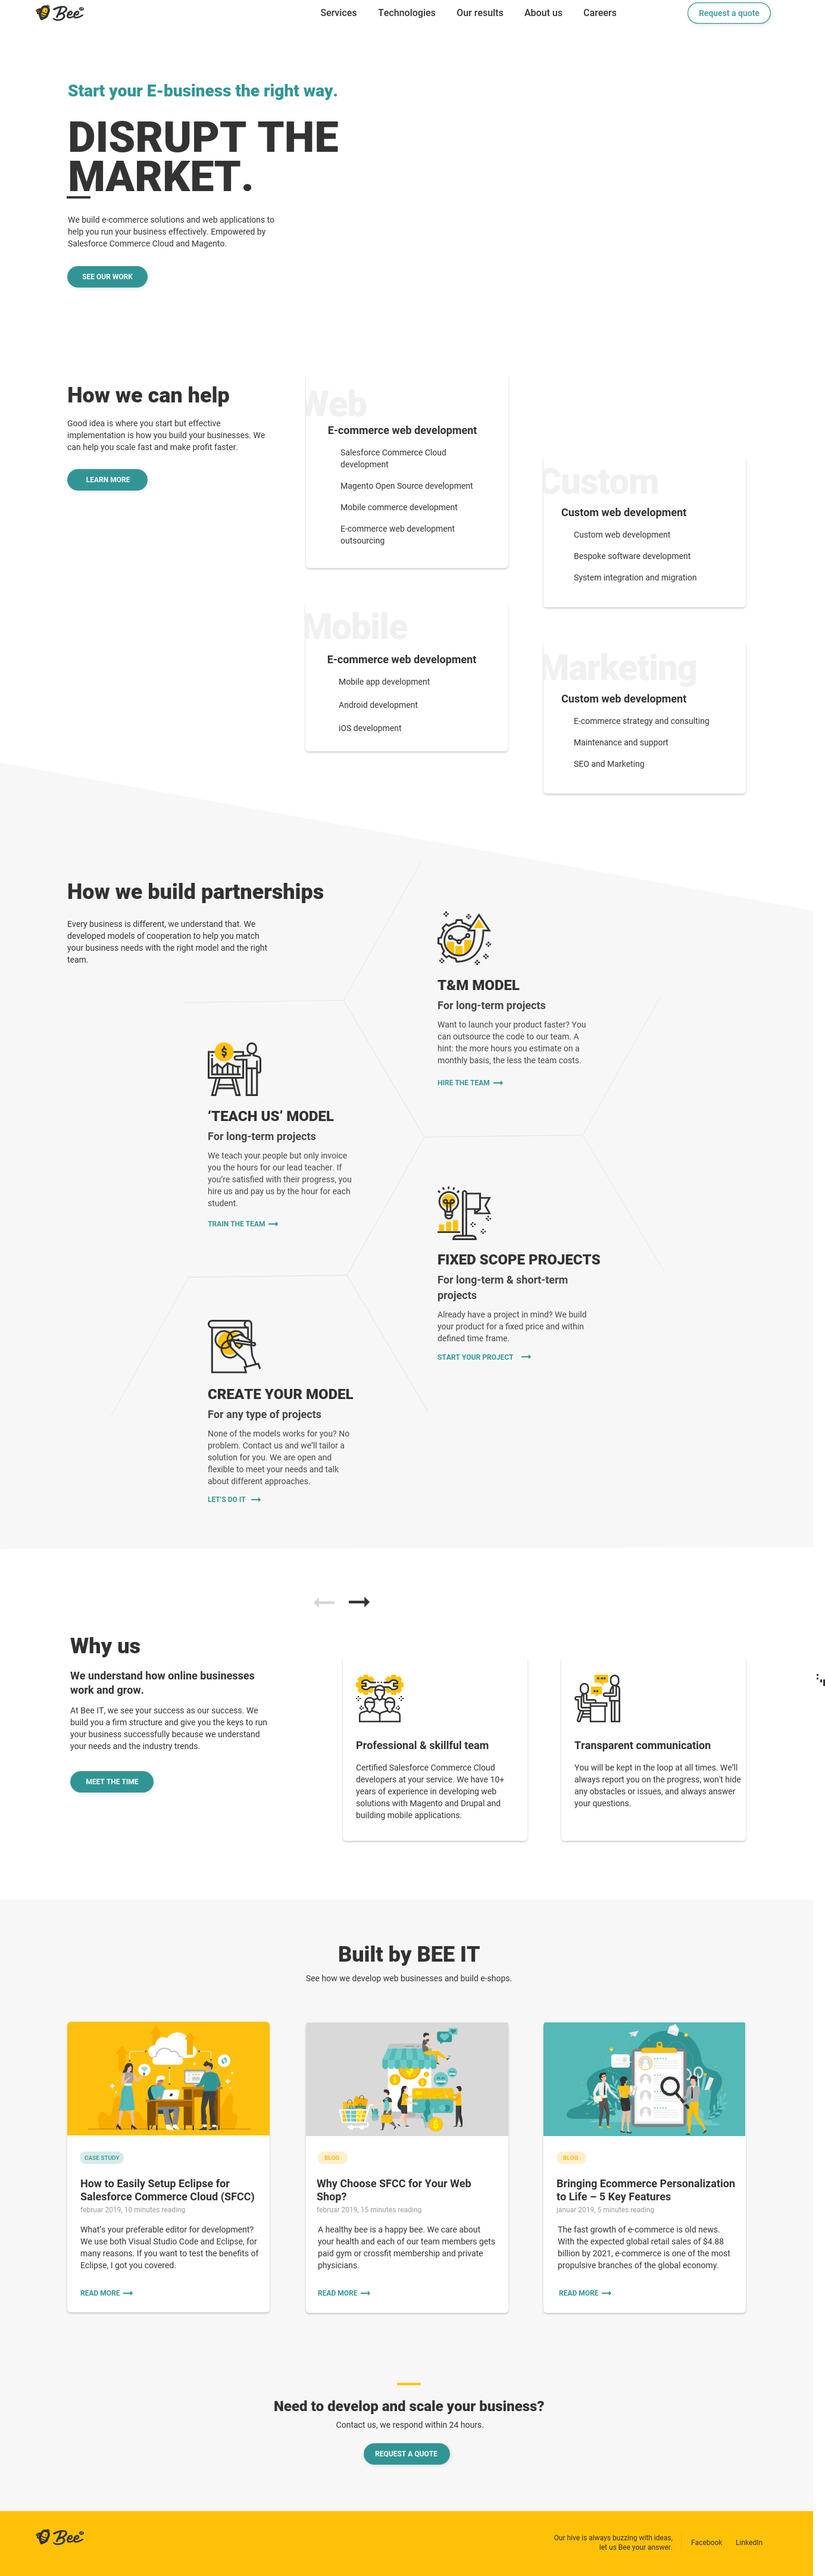 Bee
Services
Technologies
Our results
About us
Careers
Request a quote
Start your E-business the right way.
DISRUPT THE
MARKET.
We build e-commerce solutions and web applications to
help you run your business effectively. Empowered by
Salesforce Commerce Cloud and Magento.
SEE OUR WORK
How we can help
Good idea is where you start but effective
implementation is how you build your businesses. We
can help you scale fast and make profit faster.
LEARN MORE
Web
E-commerce web development
Salesforce Commerce Cloud
development
Magento Open Source development
Mobile commerce development
E-commerce web development
outsourcing
Custom
Custom web development
Custom web development
Bespoke software development
System integration and migration
Mobile
E-commerce web development
Mobile app development
Android development
iOS development
Marketing
Custom web development
E-commerce strategy and consulting
Maintenance and support
SEO and Marketing
How we build partnerships
Every business is different, we understand that. We
developed models of cooperation to help you match
your business needs with the right model and the right
team.
T&M MODEL
For long-term projects
Want to launch your product faster? You
can outsource the code to our team. A
hint: the more hours you estimate on a
monthly basis, the less the team costs.
HIRE THE TEAM
‘TEACH US’ MODEL
For long-term projects
We teach your people but only invoice
you the hours for our lead teacher. If
you’re satisfied with their progress, you
hire us and pay us by the hour for each
student.
TRAIN THE TEAM
FIXED SCOPE PROJECTS
For long-term & short-term
projects
Already have a project in mind? We build
your product for a fixed price and within
defined time frame.
START YOUR PROJECT
CREATE YOUR MODEL
For any type of projects
None of the models works for you? No
problem. Contact us and we’ll tailor a
solution for you. We are open and
flexible to meet your needs and talk
about different approaches.
LET’S DO IT
Why us
We understand how online businesses
work and grow.
At Bee IT, we see your success as our success. We
build you a firm structure and give you the keys to run
your business successfully because we understand
your needs and the industry trends.
MEET THE TIME
Professional & skillful team
Certified Salesforce Commerce Cloud
developers at your service. We have 10+
years of experience in developing web
solutions with Magento and Drupal and
building mobile applications.
Transparent communication
You will be kept in the loop at all times. We’ll
always report you on the progress, won’t hide
any obstacles or issues, and always answer
your questions.
Built by BEE IT
See how we develop web businesses and build e-shops.
CASE STUDY
How to Easily Setup Eclipse for
Salesforce Commerce Cloud (SFCC)
februar 2019, 10 minutes reading
What’s your preferable editor for development?
We use both Visual Studio Code and Eclipse, for
many reasons. If you want to test the benefits of
Eclipse, I got you covered.
READ MORE
BLOG
Why Choose SFCC for Your Web
Shop?
februar 2019, 15 minutes reading
A healthy bee is a happy bee. We care about
your health and each of our team members gets
paid gym or crossfit membership and private
physicians.
READ MORE
BLOG
Bringing Ecommerce Personalization
to Life – 5 Key Features
januar 2019, 5 minutes reading
The fast growth of e-commerce is old news.
With the expected global retail sales of $4.88
billion by 2021, e-commerce is one of the most
propulsive branches of the global economy.
READ MORE
Need to develop and scale your business?
Contact us, we respond within 24 hours.
REQUEST A QUOTE
Bee
Our hive is always buzzing with ideas,
let us Bee your answer.
Facebook
LinkedIn